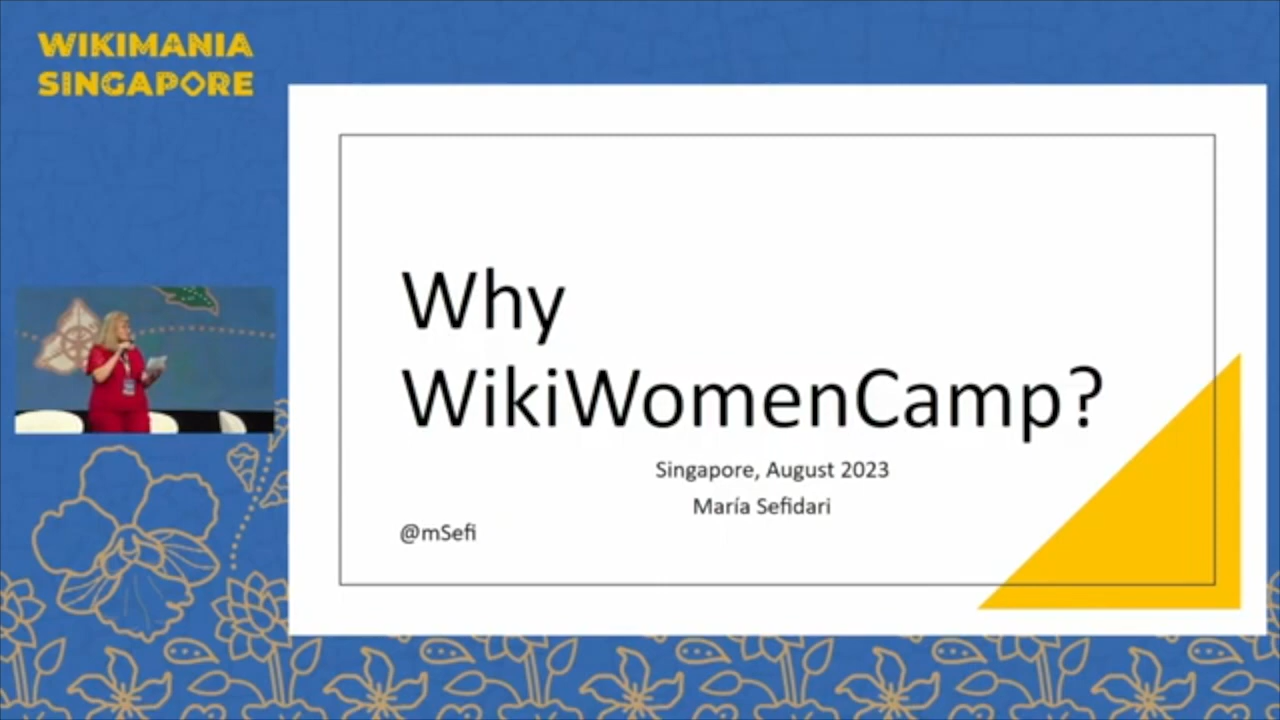 WIKIMANIA
SINGAPORE
Why
WikiWomenCamp?
Singapore, August 2023
María Sefidari
@mSefi